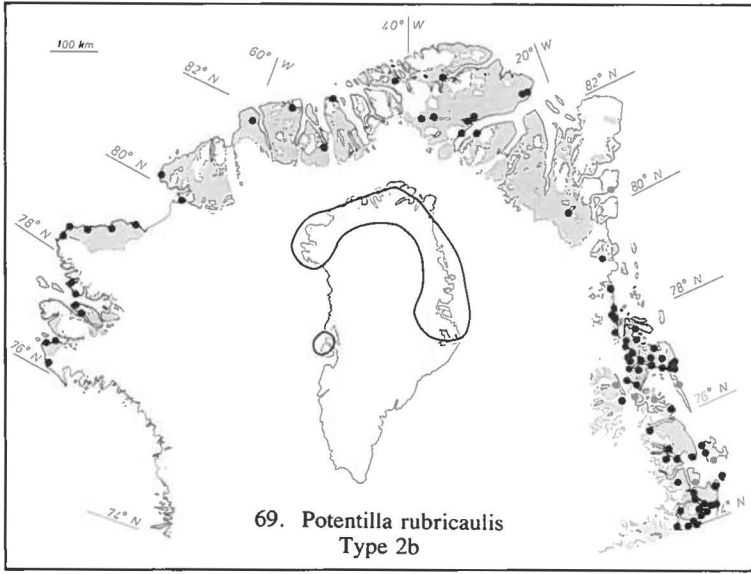 100 km
40° W
60° W
20° W
82° N
82° N
80° N
80° N
78° N
78° N
76° N
76° N
74° N
4° N
69. Potentilla rubricaulis
Type 2b